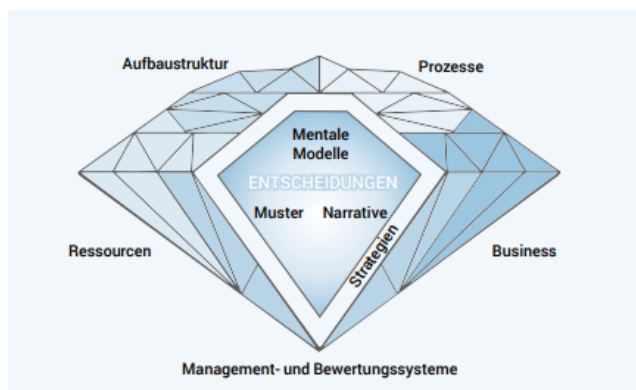 Aufbaustruktur
Prozesse
Mentale
Modelle
ENTSCHEIDUNGEN
Muster Narrative
Strategien
Ressourcen
Business
Management- und Bewertungssysteme